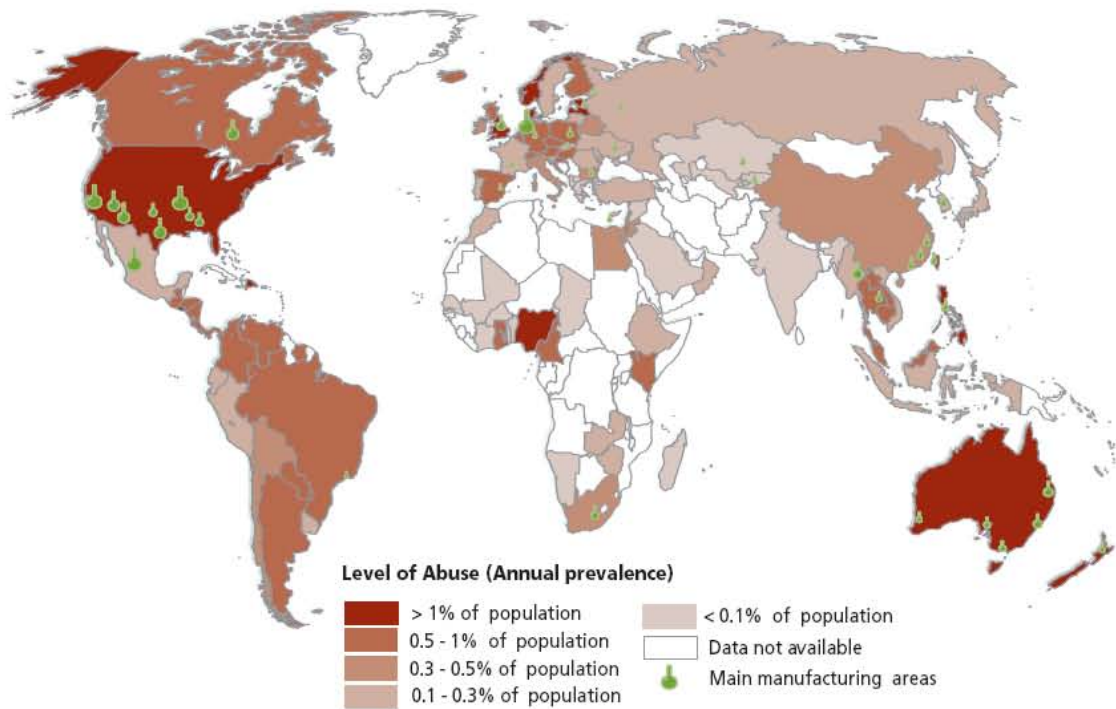 Level of Abuse (Annual prevalence)
> 1% of population
0.5 - 1% of population
0.3 - 0.5% of population
0.1 - 0.3% of population
< 0.1% of population
Data not available
Main manufacturing areas